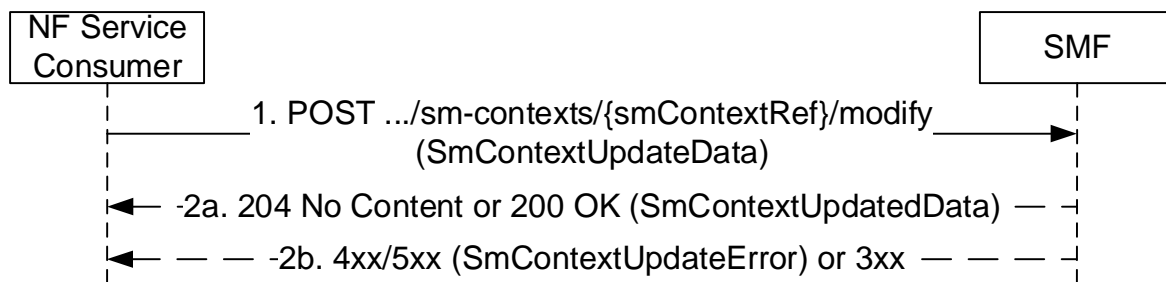 NF Service
Consumer
SMF
1. POST .../sm-contexts/{smContextRef}/modify
(SmContextUpdateData)
2a. 204 No Content or 200 OK (SmContextUpdatedData)
2b. 4xx/5xx (SmContextUpdateError) or 3xx